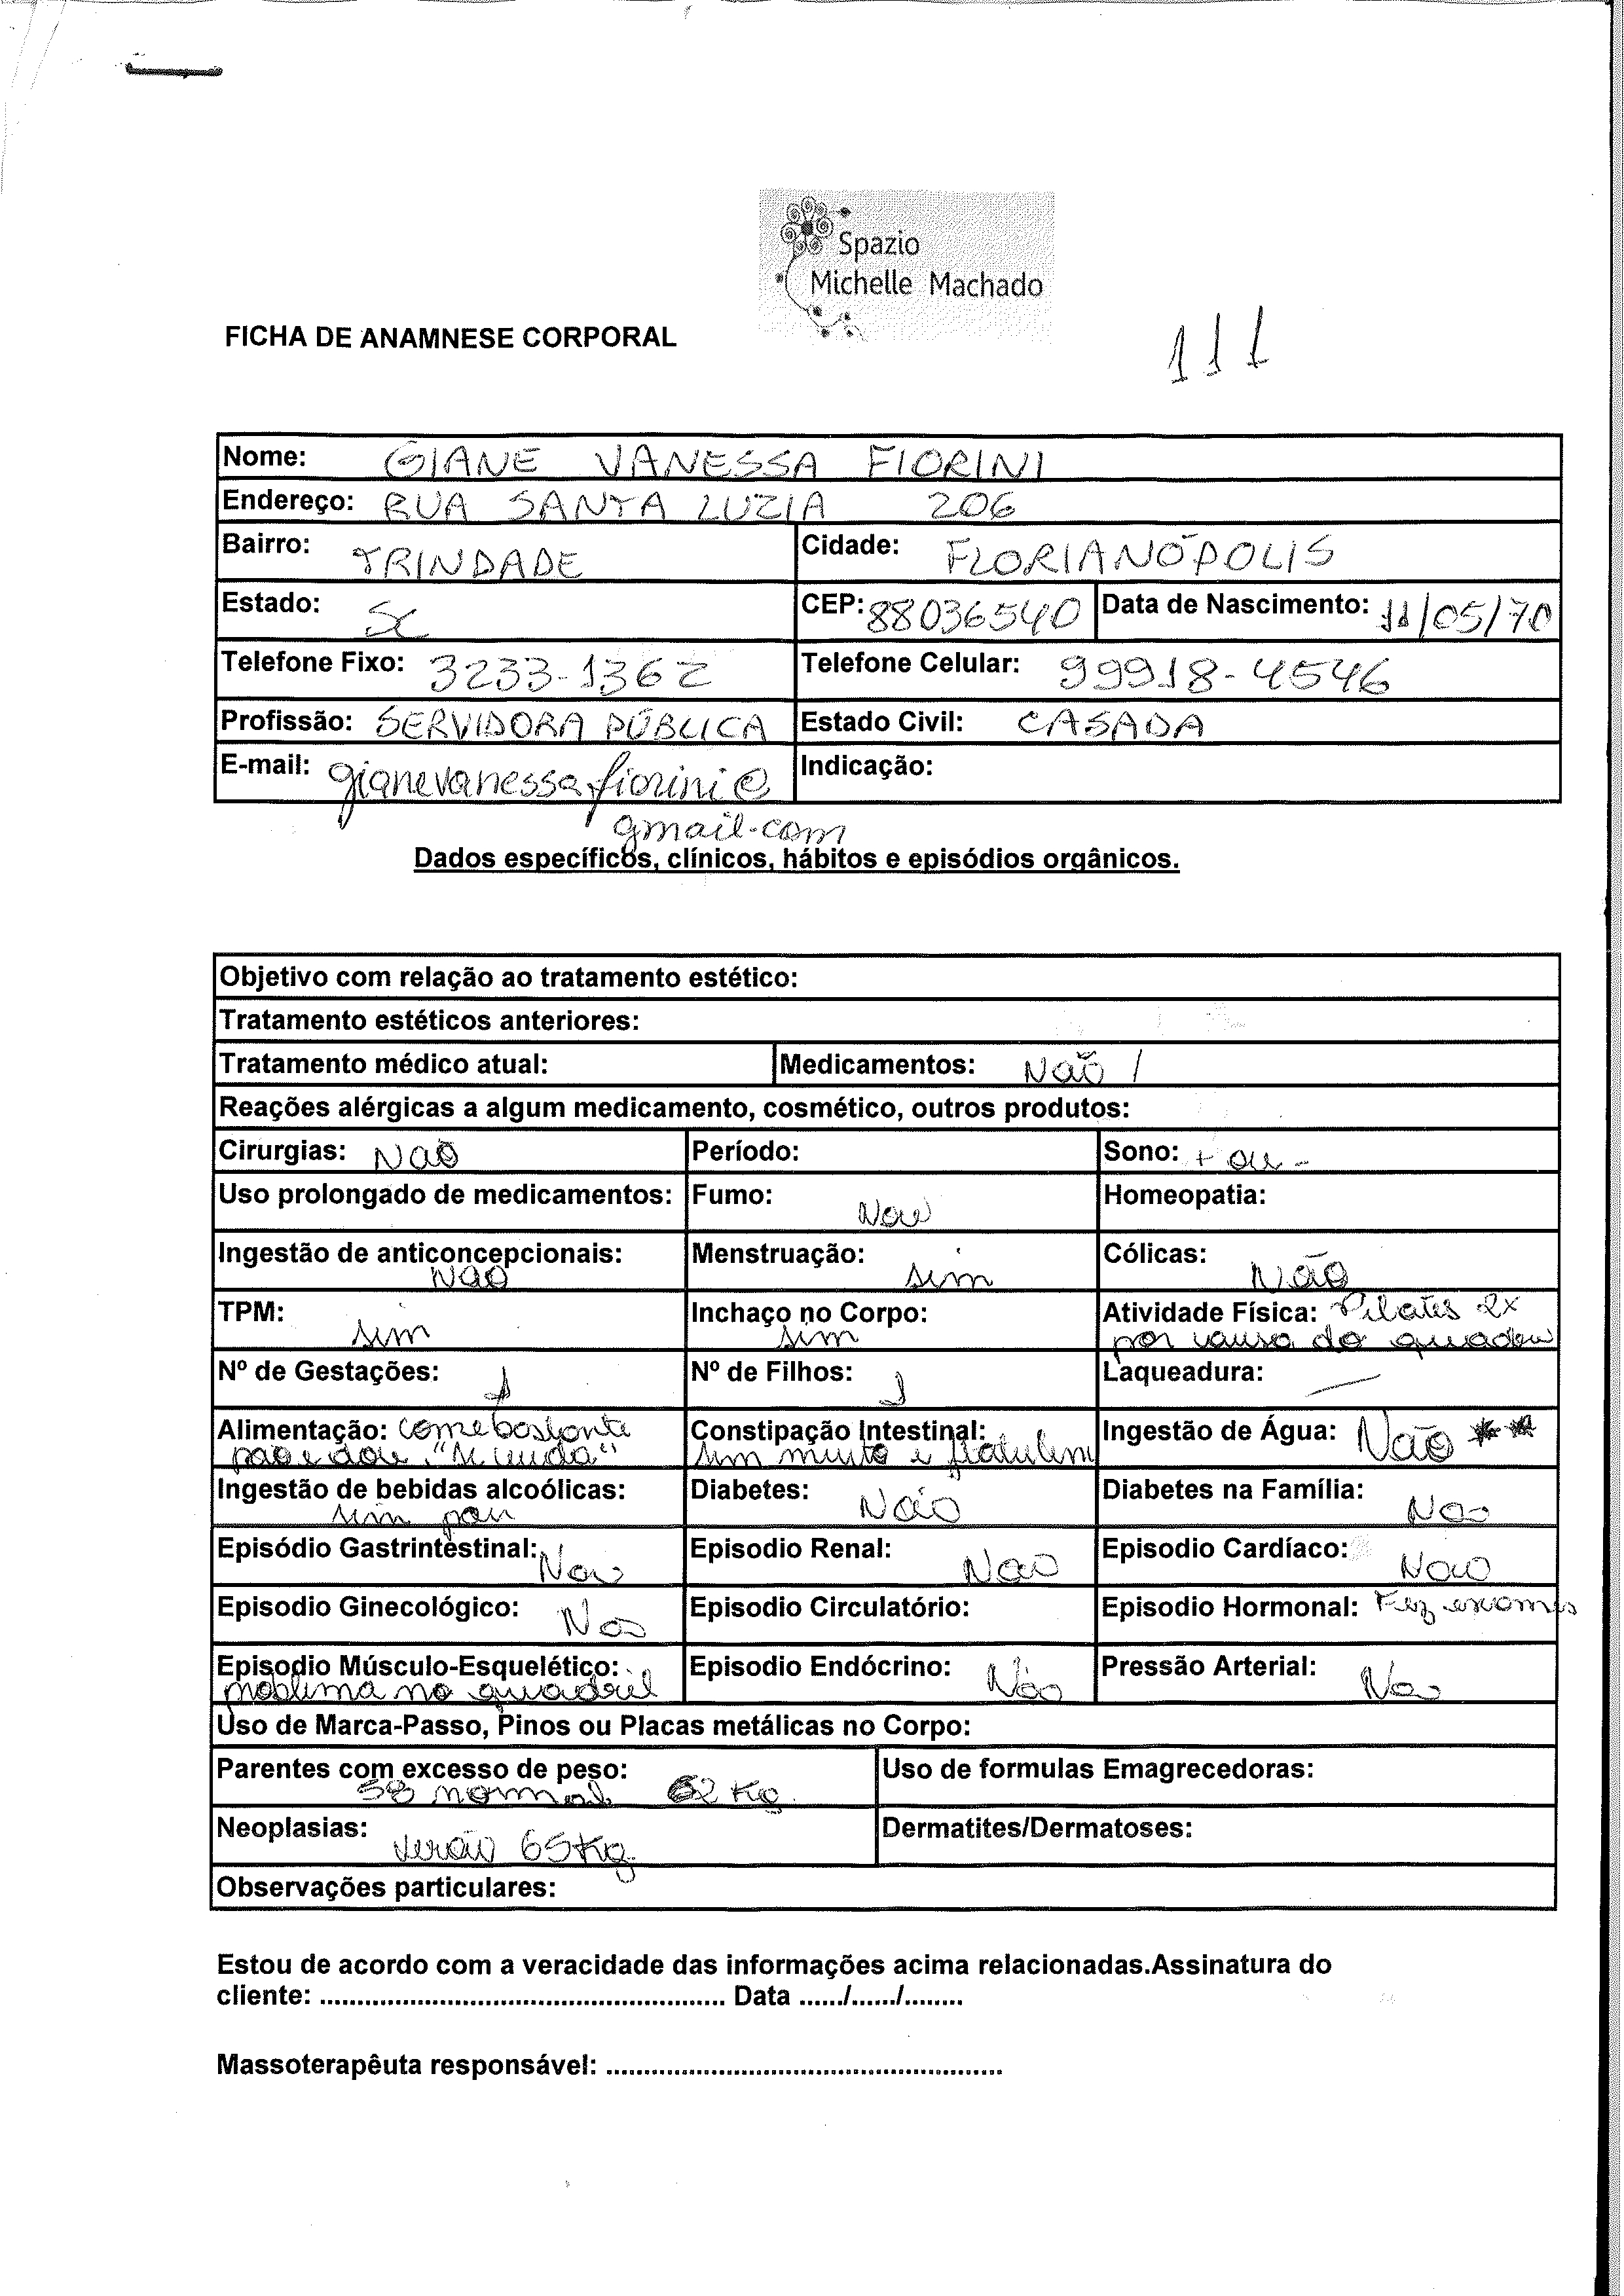 Spazio
Michelle Machado
FICHA DE ANAMNESE CORPORAL
111
Nome: GIANE VANESSA FIORINI
Endereço: RUA SANTA LUZIA 206
Bairro: TRINDADE Cidade: FLORIANÓPOLIS
Estado: SC CEP: 88036540 Data de Nascimento: 11/05/70
Telefone Fixo: 3233-1362 Telefone Celular: 99918-4546
Profissão: SERVIDORA PÚBLICA Estado Civil: CASADA
E-mail: gianevanessafiorini@ Indicação:
gmail.com
Dados específicos, clínicos, hábitos e episódios orgânicos.
Objetivo com relação ao tratamento estético:
Tratamento estéticos anteriores:
Tratamento médico atual: Medicamentos: Não /
Reações alérgicas a algum medicamento, cosmético, outros produtos:
Cirurgias: Não Período: Sono: + ou -
Uso prolongado de medicamentos: Fumo: Não Homeopatia:
Ingestão de anticoncepcionais: Menstruação: Cólicas:
Não sim Não
TPM: Inchaço no Corpo: Atividade Física: Pilates 2x
sim sim por causa do quadril
Nº de Gestações: 1 Nº de Filhos: 1 Laqueadura: —
Alimentação: come bastante Constipação Intestinal: Ingestão de Água: Não **
pão e doce sim muito e
Ingestão de bebidas alcoólicas: Diabetes: Não Diabetes na Família: Não
sim
Episódio Gastrintestinal: Não Episodio Renal: Não Episodio Cardíaco: Não
Episodio Ginecológico: Não Episodio Circulatório: Episodio Hormonal: Fez exames
Episodio Músculo-Esquelético: Episodio Endócrino: Não Pressão Arterial: Não
problema no quadril
Uso de Marca-Passo, Pinos ou Placas metálicas no Corpo:
Parentes com excesso de peso: Uso de formulas Emagrecedoras:
58 normal 62 Kg
Neoplasias: verão 65 Kg. Dermatites/Dermatoses:
Observações particulares:
Estou de acordo com a veracidade das informações acima relacionadas.Assinatura do
cliente: ...................................................... Data ....../....../........
Massoterapêuta responsável: .....................................................